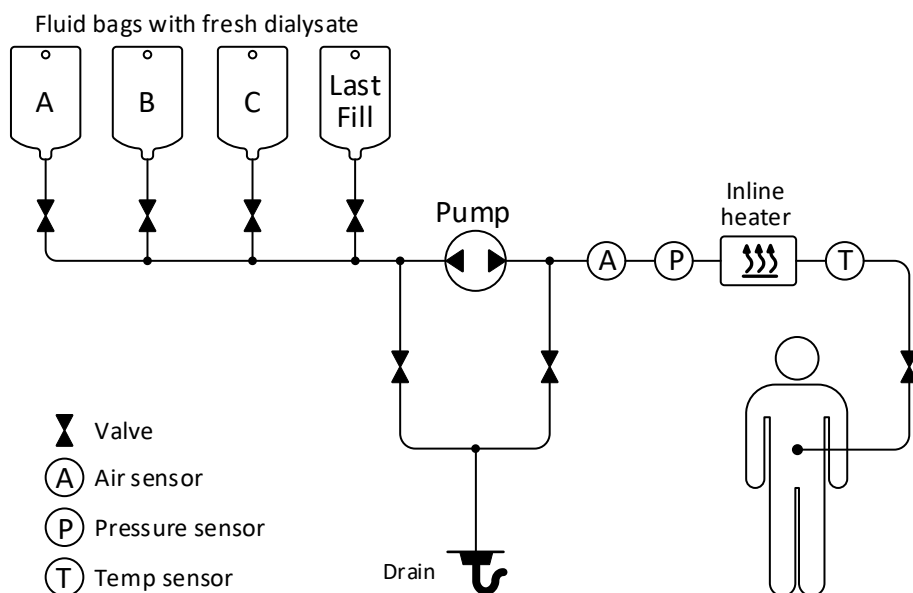 Fluid bags with fresh dialysate
A
B
C
Last
Fill
Pump
Inline
heater
A
P
T
Valve
A Air sensor
P Pressure sensor
T Temp sensor
Drain